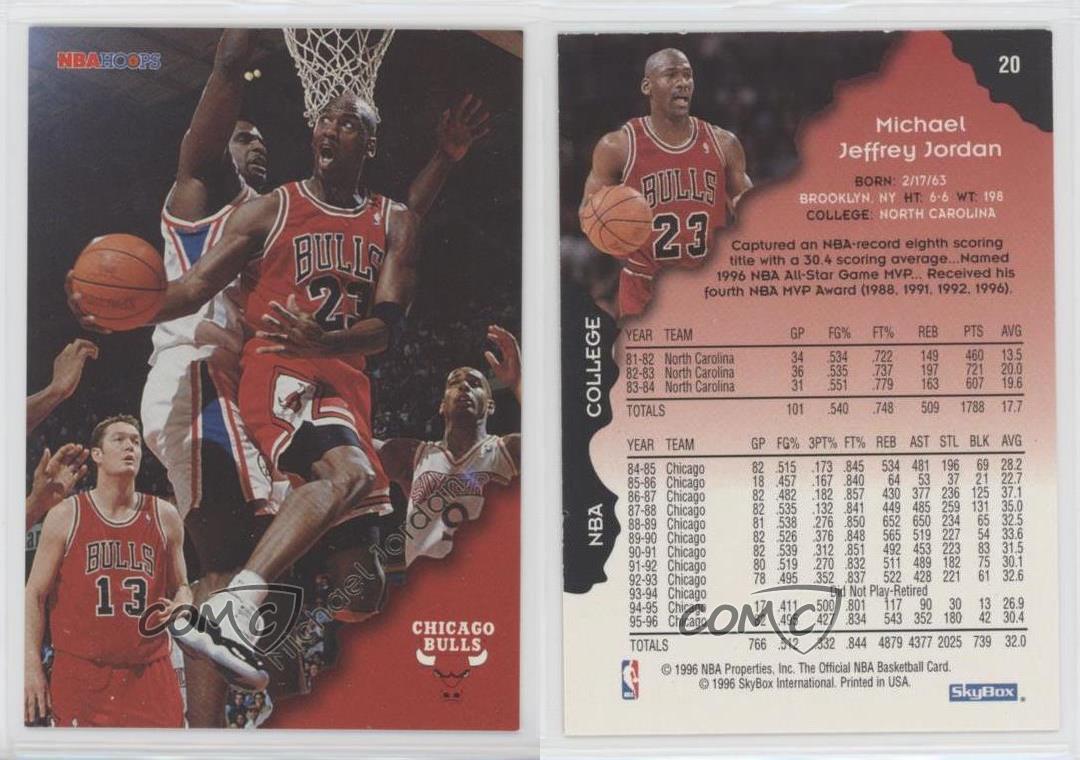 NBA HOOPS
BULLS
23
BULLS
13
Michael Jordan
CHICAGO
BULLS
COMC
20
Michael
Jeffrey Jordan
BORN: 2/17/63
BROOKLYN, NY HT: 6-6 WT: 198
COLLEGE: NORTH CAROLINA
Captured an NBA-record eighth scoring
title with a 30.4 scoring average...Named
1996 NBA All-Star Game MVP... Received his
fourth NBA MVP Award (1988, 1991, 1992, 1996).
BULLS
23
COLLEGE
YEAR TEAM GP FG% FT% REB PTS AVG
81-82 North Carolina 34 .534 .722 149 460 13.5
82-83 North Carolina 36 .535 .737 197 721 20.0
83-84 North Carolina 31 .551 .779 163 607 19.6
TOTALS 101 .540 .748 509 1788 17.7
NBA
YEAR TEAM GP FG% 3PT% FT% REB AST STL BLK AVG
84-85 Chicago 82 .515 .173 .845 534 481 196 69 28.2
85-86 Chicago 18 .457 .167 .840 64 53 37 21 22.7
86-87 Chicago 82 .482 .182 .857 430 377 236 125 37.1
87-88 Chicago 82 .535 .132 .841 449 485 259 131 35.0
88-89 Chicago 81 .538 .276 .850 652 650 234 65 32.5
89-90 Chicago 82 .526 .376 .848 565 519 227 54 33.6
90-91 Chicago 82 .539 .312 .851 492 453 223 83 31.5
91-92 Chicago 80 .519 .270 .832 511 489 182 75 30.1
92-93 Chicago 78 .495 .352 .837 522 428 221 61 32.6
93-94 Chicago Did Not Play-Retired
94-95 Chicago 17 .411 .500 .801 117 90 30 13 26.9
95-96 Chicago 82 .495 .427 .834 543 352 180 42 30.4
TOTALS 766 .512 .332 .844 4879 4377 2025 739 32.0
COMC
© 1996 NBA Properties, Inc. The Official NBA Basketball Card.
© 1996 SkyBox International. Printed in USA.
NBA
SkyBox